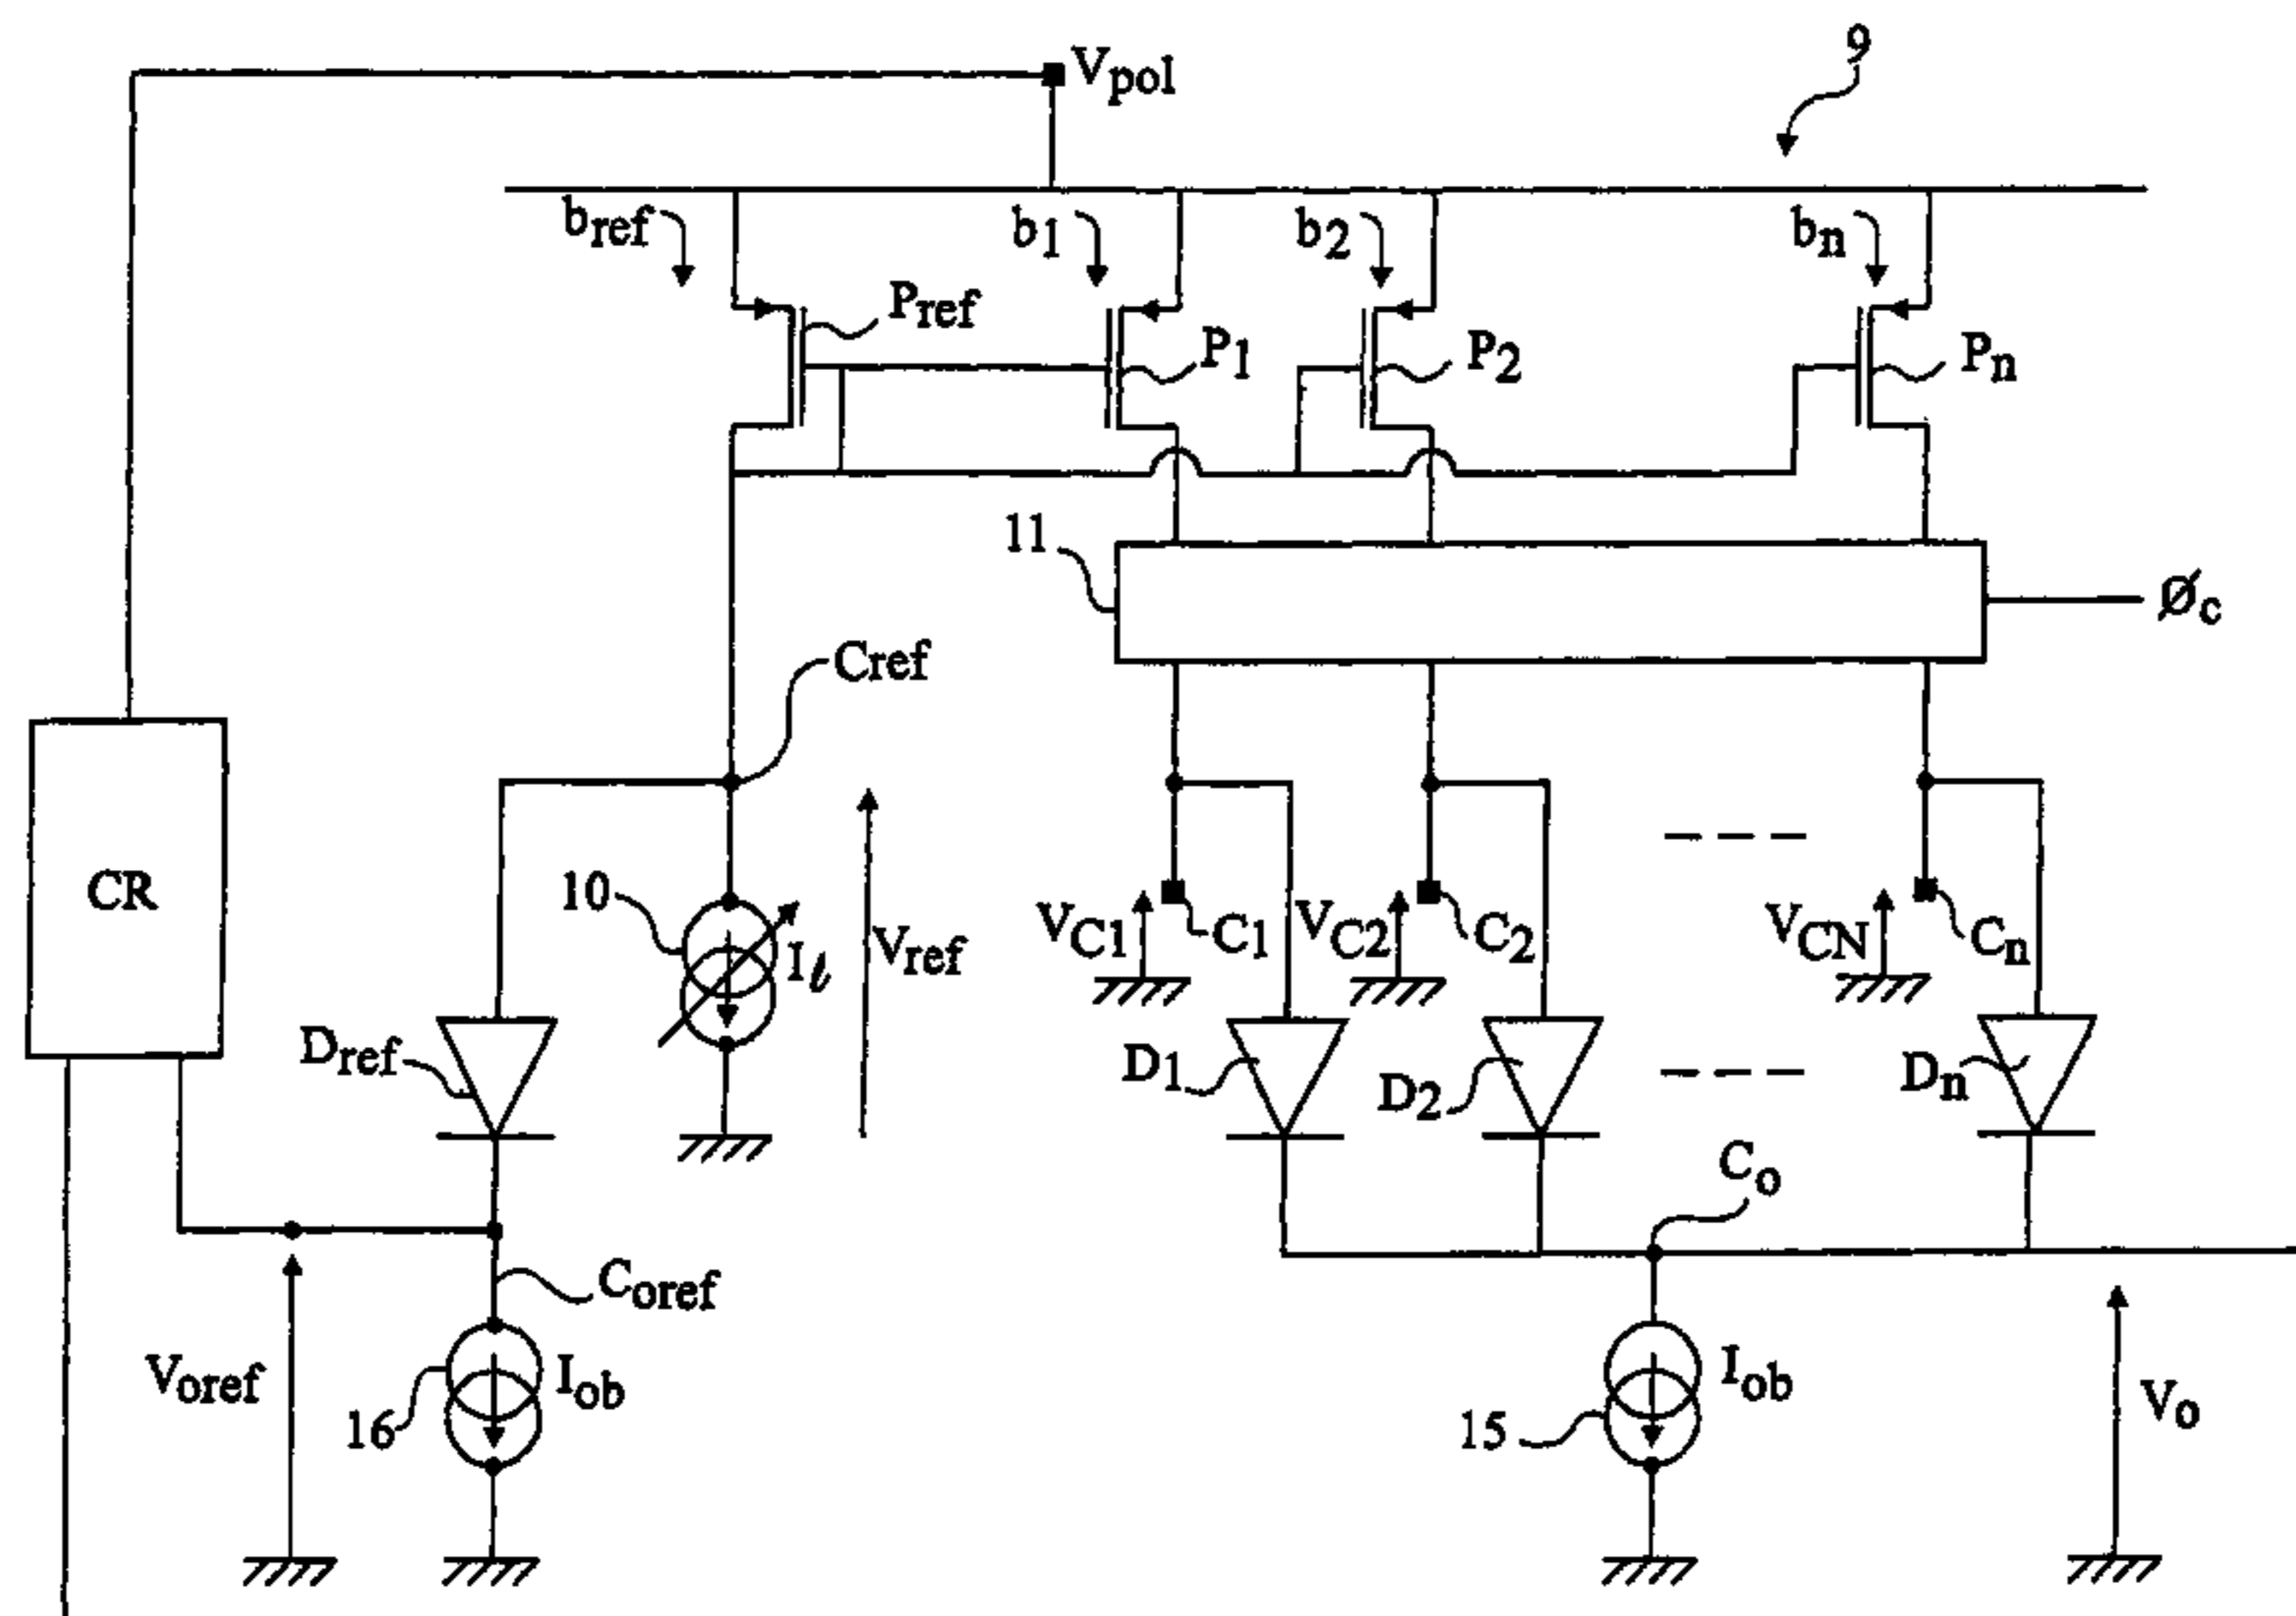 9
Vpol
bref b1 b2 bn
Pref P1 P2 Pn
11
Øc
Cref
CR
10 Iℓ Vref
VC1 C1 VC2 C2 VCN Cn
Dref D1 D2 Dn
Co
Coref
Voref 16 Iob 15 Iob Vo